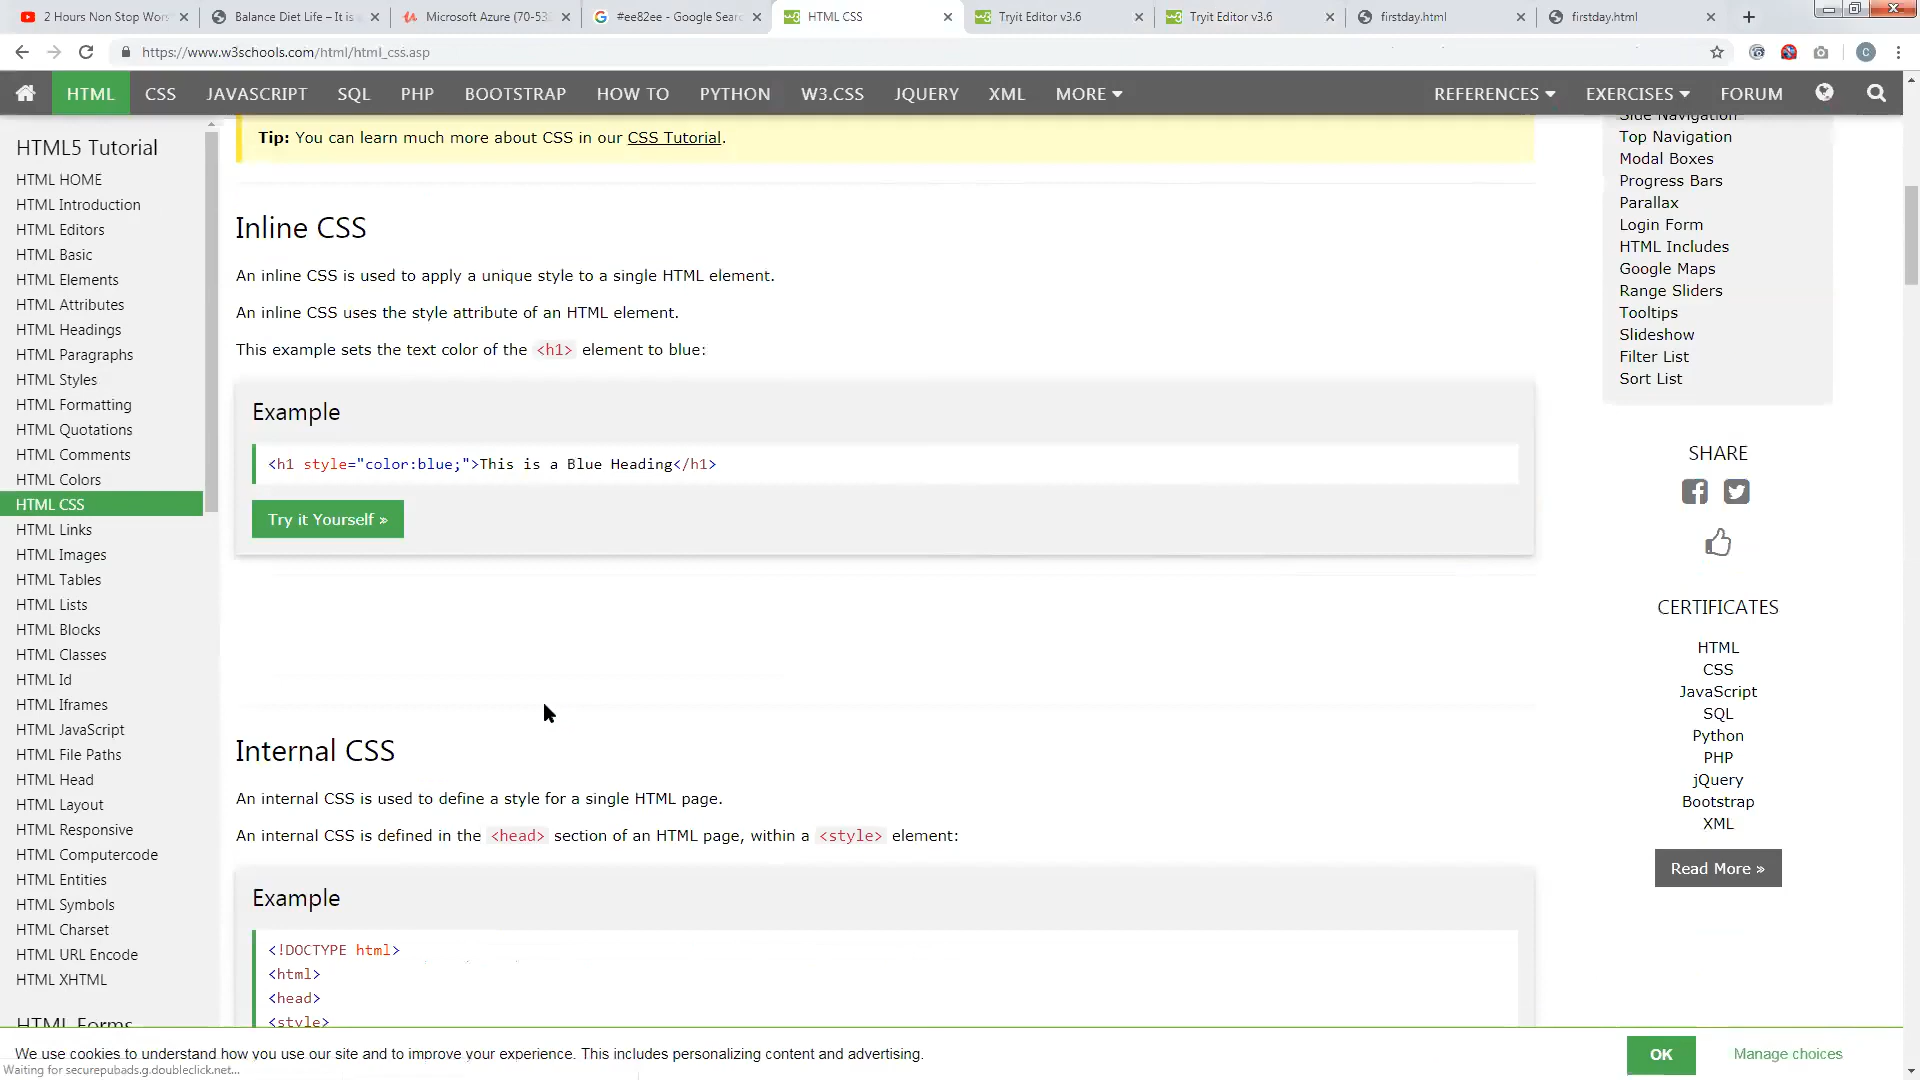 2 Hours Non Stop Wors
Balance Diet Life – It is
Microsoft Azure (70-53
#ee82ee - Google Searc
HTML CSS
Tryit Editor v3.6
Tryit Editor v3.6
firstday.html
firstday.html
https://www.w3schools.com/html/html_css.asp
C
HTML CSS JAVASCRIPT SQL PHP BOOTSTRAP HOW TO PYTHON W3.CSS JQUERY XML MORE REFERENCES EXERCISES FORUM
HTML5 Tutorial
HTML HOME
HTML Introduction
HTML Editors
HTML Basic
HTML Elements
HTML Attributes
HTML Headings
HTML Paragraphs
HTML Styles
HTML Formatting
HTML Quotations
HTML Comments
HTML Colors
HTML CSS
HTML Links
HTML Images
HTML Tables
HTML Lists
HTML Blocks
HTML Classes
HTML Id
HTML Iframes
HTML JavaScript
HTML File Paths
HTML Head
HTML Layout
HTML Responsive
HTML Computercode
HTML Entities
HTML Symbols
HTML Charset
HTML URL Encode
HTML XHTML
HTML Forms
Tip: You can learn much more about CSS in our CSS Tutorial.
Inline CSS
An inline CSS is used to apply a unique style to a single HTML element.
An inline CSS uses the style attribute of an HTML element.
This example sets the text color of the <h1> element to blue:
Example
<h1 style="color:blue;">This is a Blue Heading</h1>
Try it Yourself »
Internal CSS
An internal CSS is used to define a style for a single HTML page.
An internal CSS is defined in the <head> section of an HTML page, within a <style> element:
Example
<!DOCTYPE html>
<html>
<head>
<style>
Side Navigation
Top Navigation
Modal Boxes
Progress Bars
Parallax
Login Form
HTML Includes
Google Maps
Range Sliders
Tooltips
Slideshow
Filter List
Sort List
SHARE
CERTIFICATES
HTML
CSS
JavaScript
SQL
Python
PHP
jQuery
Bootstrap
XML
Read More »
We use cookies to understand how you use our site and to improve your experience. This includes personalizing content and advertising.
OK
Manage choices
Waiting for securepubads.g.doubleclick.net...